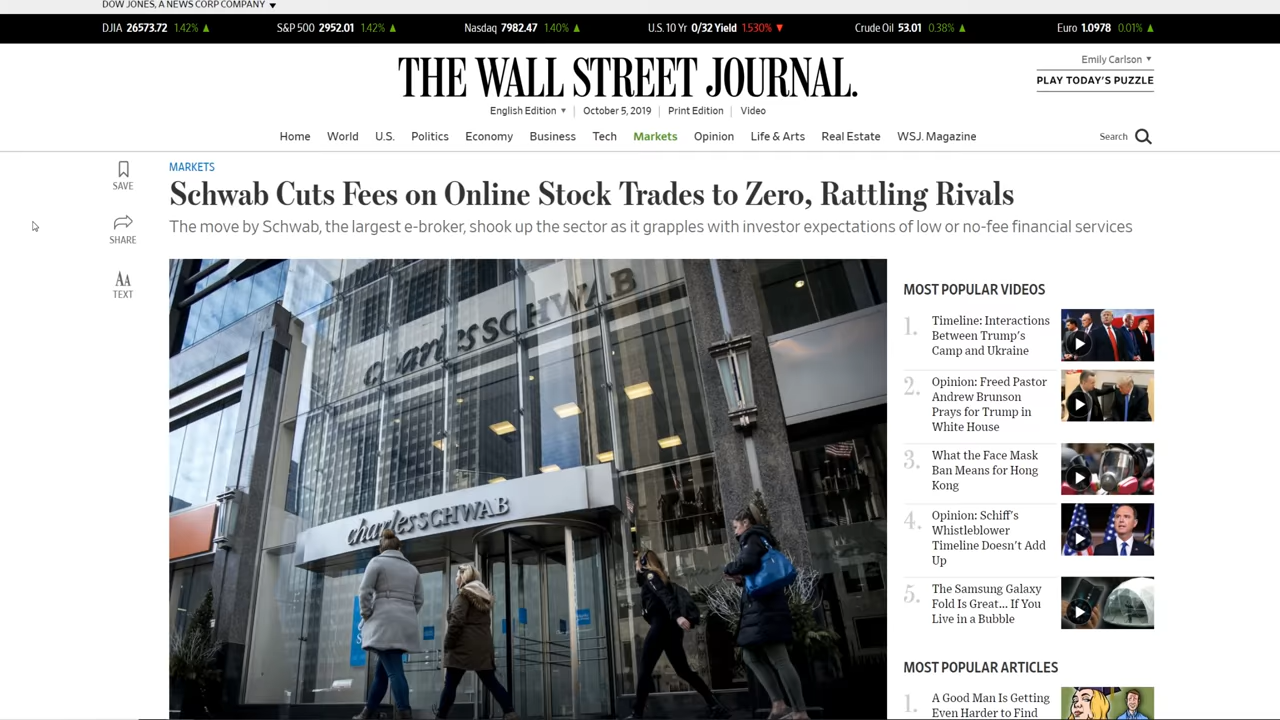 DOW JONES, A NEWS CORP COMPANY
DJIA 26573.72 1.42% S&P 500 2952.01 1.42% Nasdaq 7982.47 1.40% U.S. 10 Yr 0/32 Yield 1.530% Crude Oil 53.01 0.38% Euro 1.0978 0.01%
Emily Carlson
THE WALL STREET JOURNAL.
PLAY TODAY'S PUZZLE
English Edition October 5, 2019 Print Edition Video
Home World U.S. Politics Economy Business Tech Markets Opinion Life & Arts Real Estate WSJ. Magazine Search
MARKETS
SAVE
Schwab Cuts Fees on Online Stock Trades to Zero, Rattling Rivals
The move by Schwab, the largest e-broker, shook up the sector as it grapples with investor expectations of low or no-fee financial services
SHARE
TEXT
charles SCHWAB
charles SCHWAB
MOST POPULAR VIDEOS
1.
Timeline: Interactions
Between Trump's
Camp and Ukraine
2.
Opinion: Freed Pastor
Andrew Brunson
Prays for Trump in
White House
3.
What the Face Mask
Ban Means for Hong
Kong
4.
Opinion: Schiff's
Whistleblower
Timeline Doesn't Add
Up
5.
The Samsung Galaxy
Fold Is Great... If You
Live in a Bubble
MOST POPULAR ARTICLES
1.
A Good Man Is Getting
Even Harder to Find